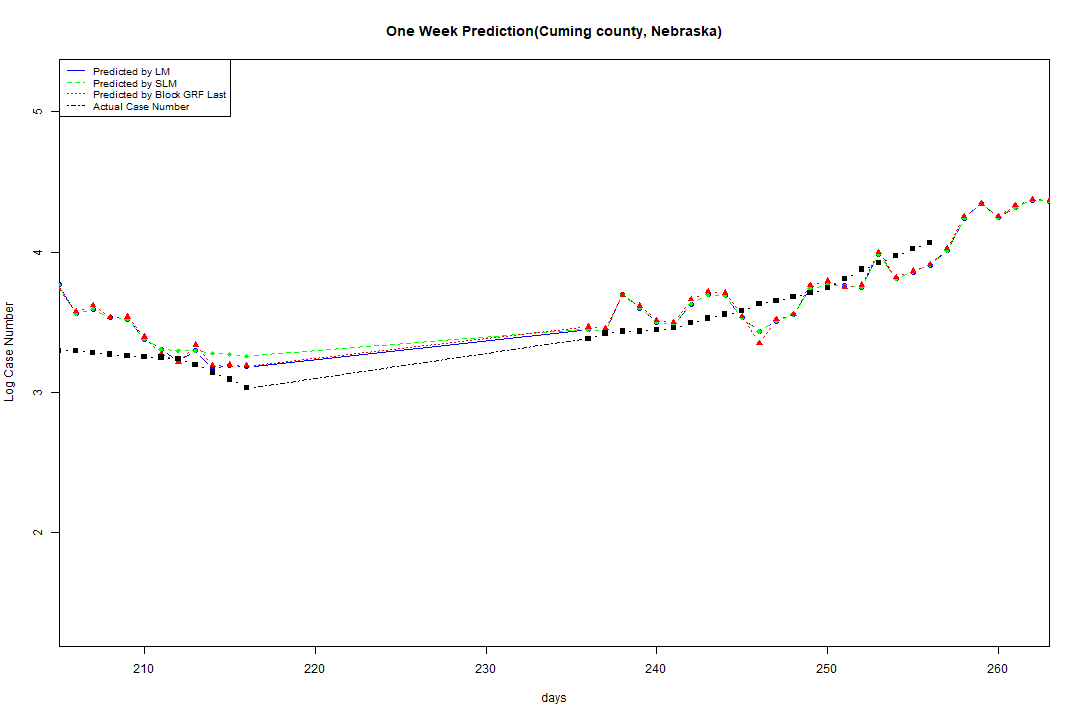 One Week Prediction(Cuming county, Nebraska)
Predicted by LM
Predicted by SLM
Predicted by Block GRF Last
Actual Case Number
5
4
3
2
Log Case Number
210 220 230 240 250 260
days